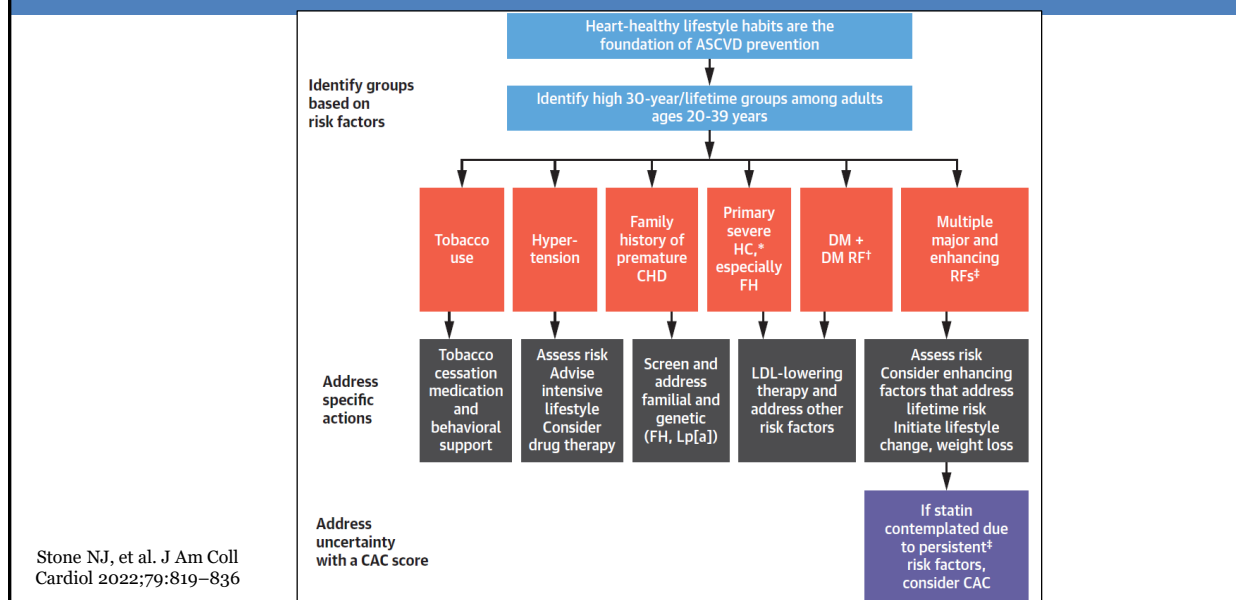 Heart-healthy lifestyle habits are the
foundation of ASCVD prevention
Identify groups
based on
risk factors
Identify high 30-year/lifetime groups among adults
ages 20-39 years
Tobacco
use
Hyper-
tension
Family
history of
premature
CHD
Primary
severe
HC,*
especially
FH
DM +
DM RF†
Multiple
major and
enhancing
RFs‡
Address
specific
actions
Tobacco
cessation
medication
and
behavioral
support
Assess risk
Advise
intensive
lifestyle
Consider
drug therapy
Screen and
address
familial and
genetic
(FH, Lp[a])
LDL-lowering
therapy and
address other
risk factors
Assess risk
Consider enhancing
factors that address
lifetime risk
Initiate lifestyle
change, weight loss
Address
uncertainty
with a CAC score
If statin
contemplated due
to persistent‡
risk factors,
consider CAC
Stone NJ, et al. J Am Coll
Cardiol 2022;79:819–836